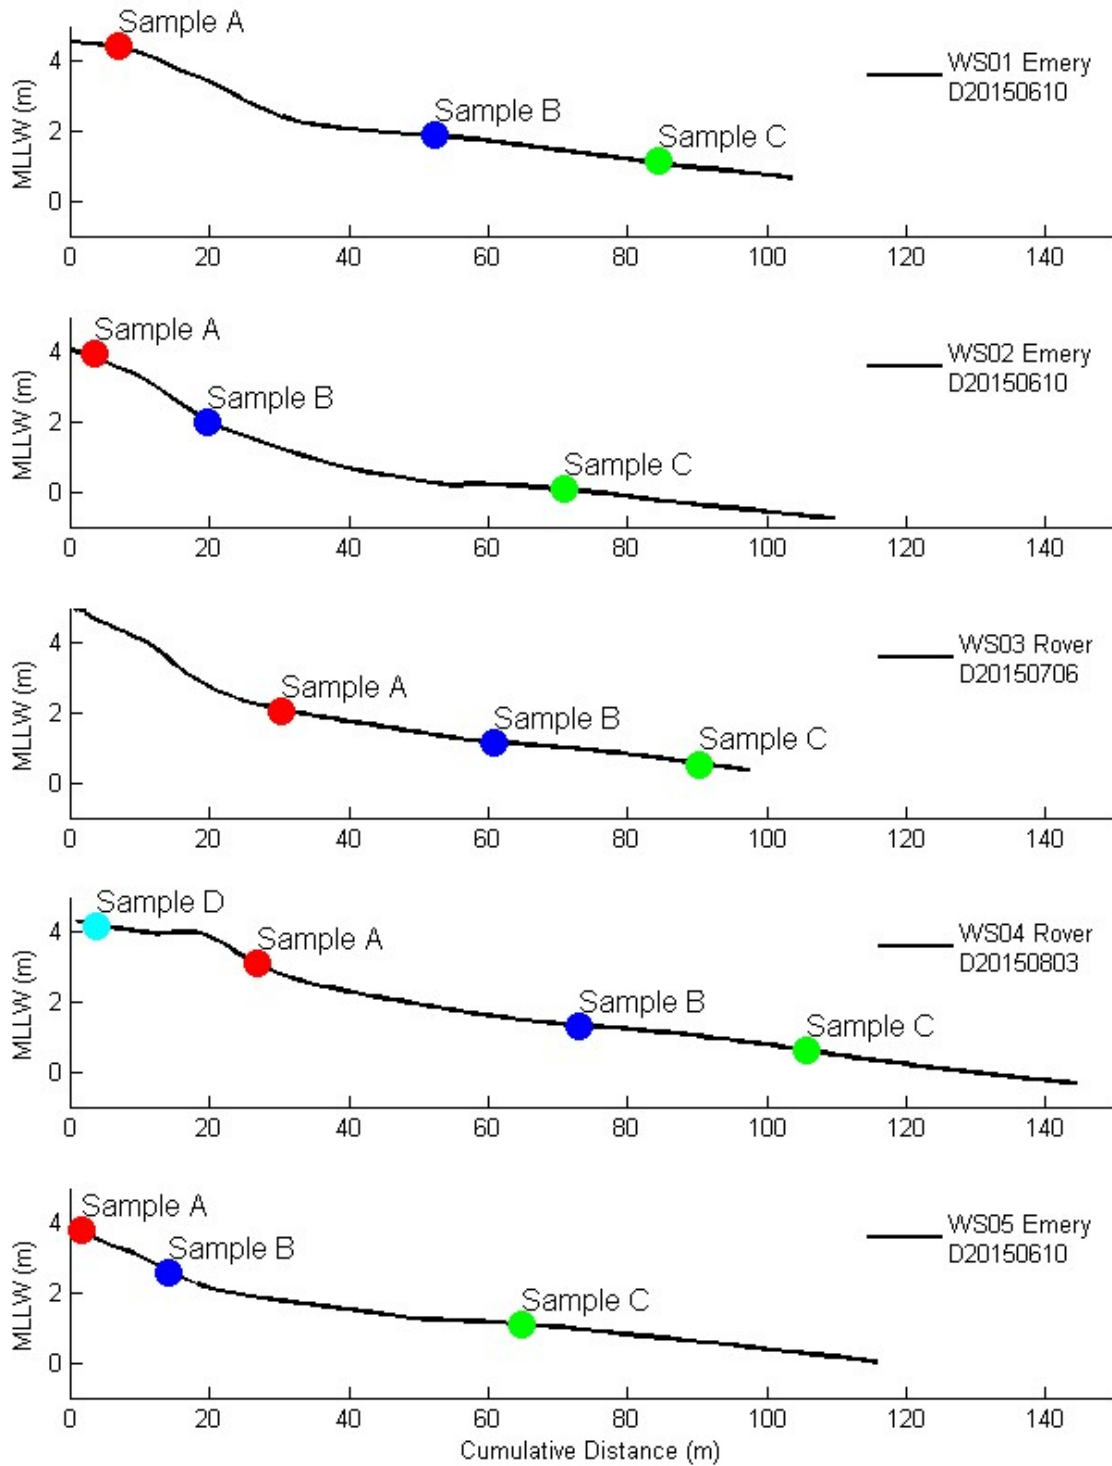 Sample A
4
WS01 Emery
D20150610
MLLW (m)
Sample B
2
Sample C
0
0 20 40 60 80 100 120 140
Sample A
4
WS02 Emery
D20150610
MLLW (m)
Sample B
2
Sample C
0
0 20 40 60 80 100 120 140
4
WS03 Rover
D20150706
MLLW (m)
Sample A
2
Sample B
Sample C
0
0 20 40 60 80 100 120 140
Sample D
4
Sample A
WS04 Rover
D20150803
MLLW (m)
2
Sample B
Sample C
0
0 20 40 60 80 100 120 140
Sample A
4
WS05 Emery
D20150610
MLLW (m)
Sample B
2
Sample C
0
0 20 40 60 80 100 120 140
Cumulative Distance (m)